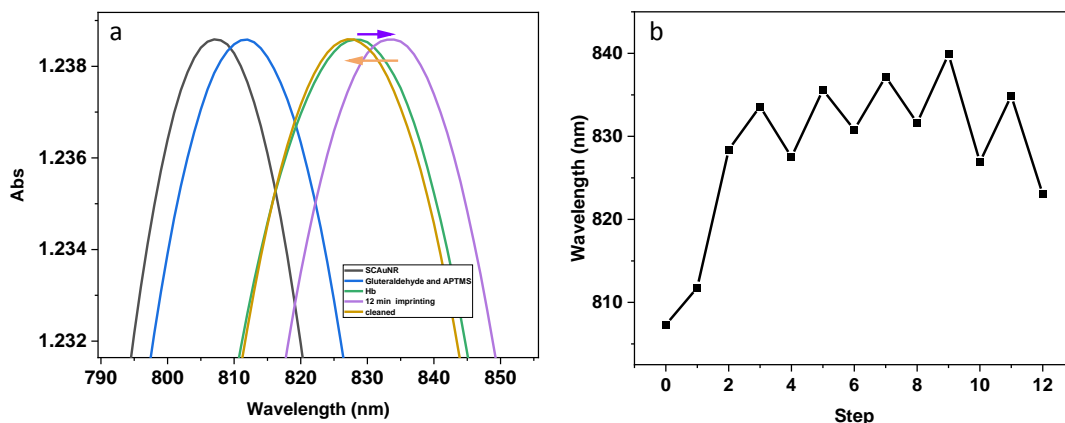 a
1.238
1.236
1.234
1.232
Abs
SCAuNR
Gluteraldehyde and APTMS
Hb
12 min imprinting
cleaned
790 800 810 820 830 840 850
Wavelength (nm)
b
840
830
820
810
Wavelength (nm)
0 2 4 6 8 10 12
Step